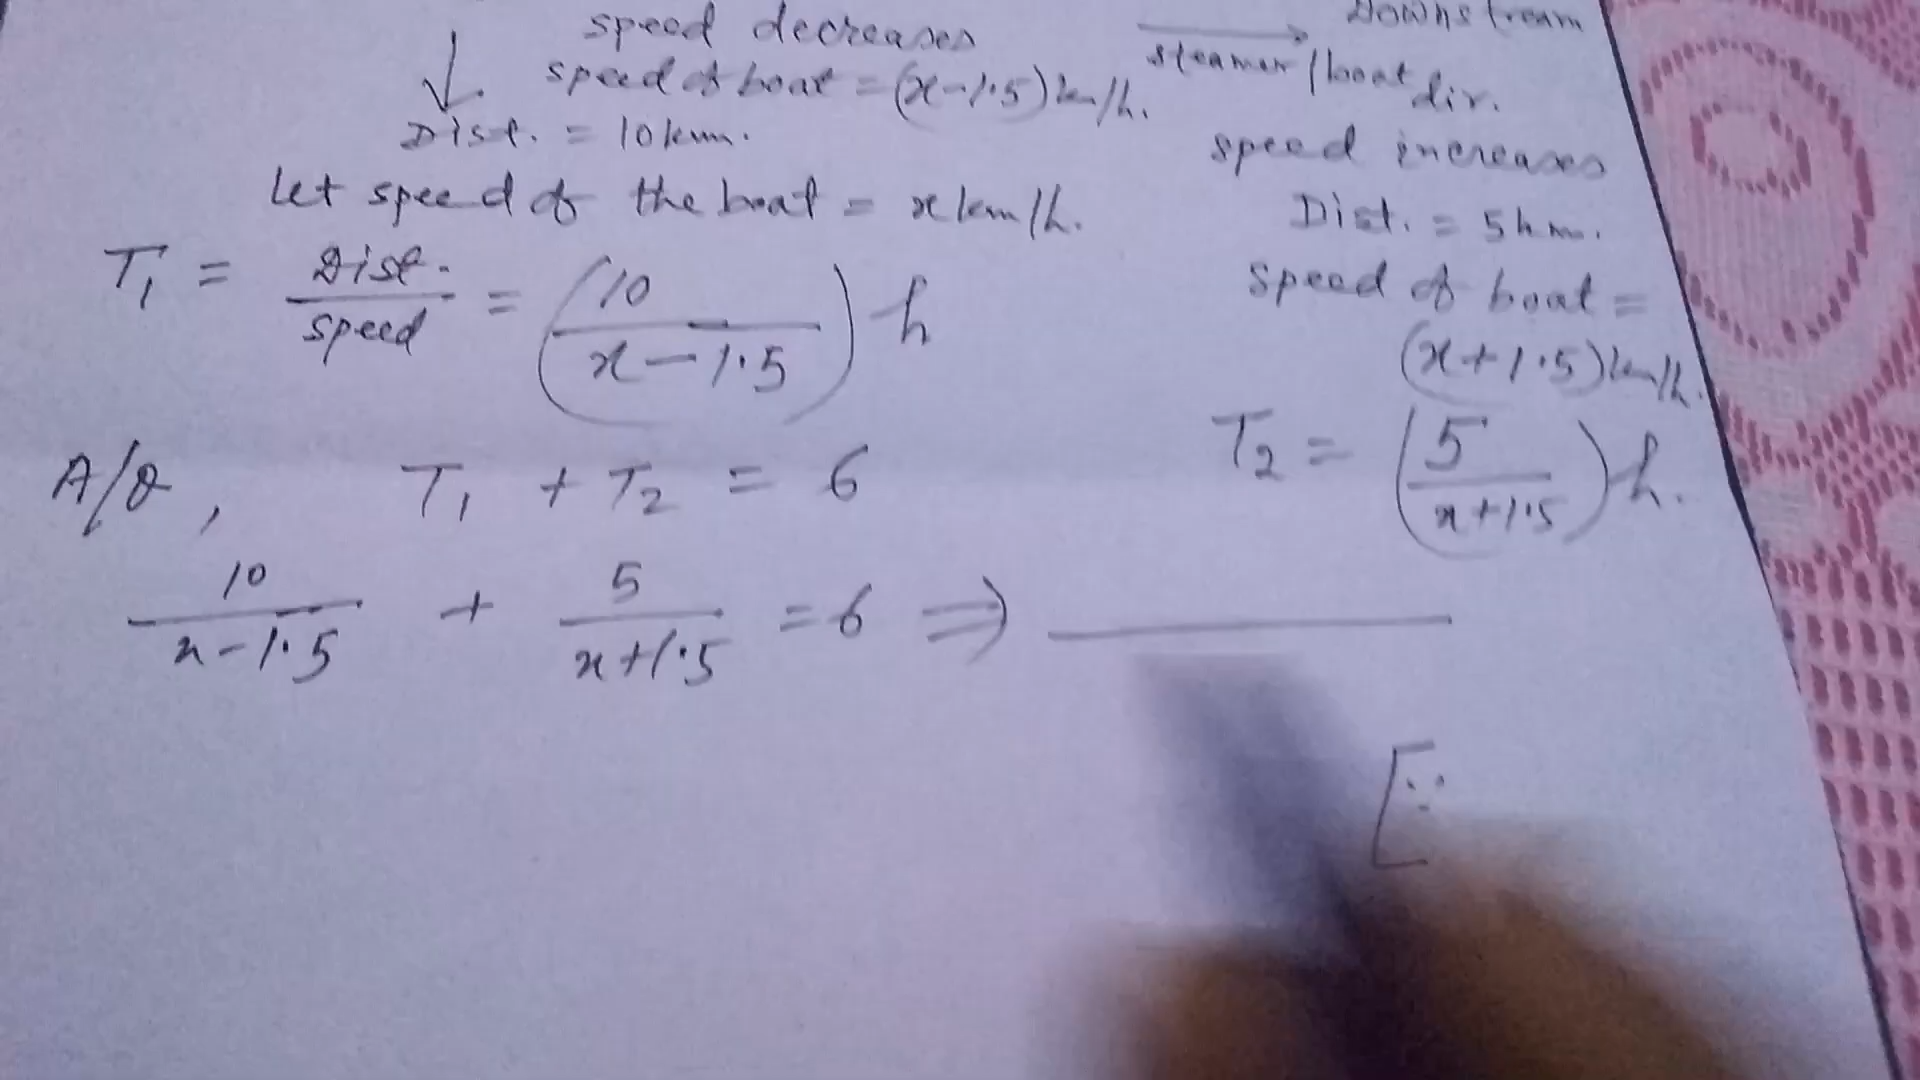 speed decreases
speed of boat = (x-1.5) km/h.
Dist. = 10 km.
Let speed of the boat = x km/h.
T₁ = Dist./speed = (10/(x-1.5)) h
Downstream
steamer/boat dir.
speed increases
Dist. = 5 km.
speed of boat =
(x+1.5) km/h.
T₂ = (5/(x+1.5)) h.
A/Q, T₁ + T₂ = 6
10/(x-1.5) + 5/(x+1.5) = 6 ⇒
[∵